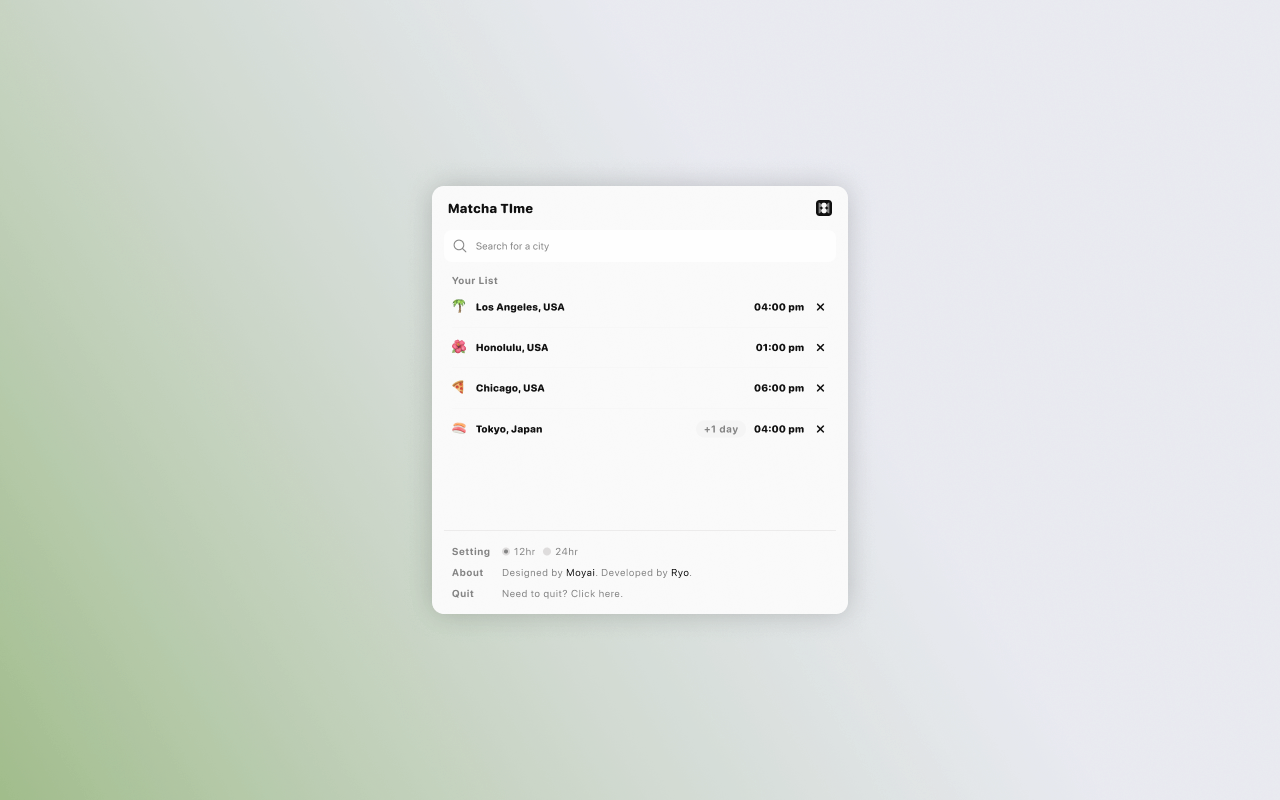 Matcha TIme
Search for a city
Your List
Los Angeles, USA 04:00 pm
Honolulu, USA 01:00 pm
Chicago, USA 06:00 pm
Tokyo, Japan +1 day 04:00 pm
Setting 12hr 24hr
About Designed by Moyai. Developed by Ryo.
Quit Need to quit? Click here.